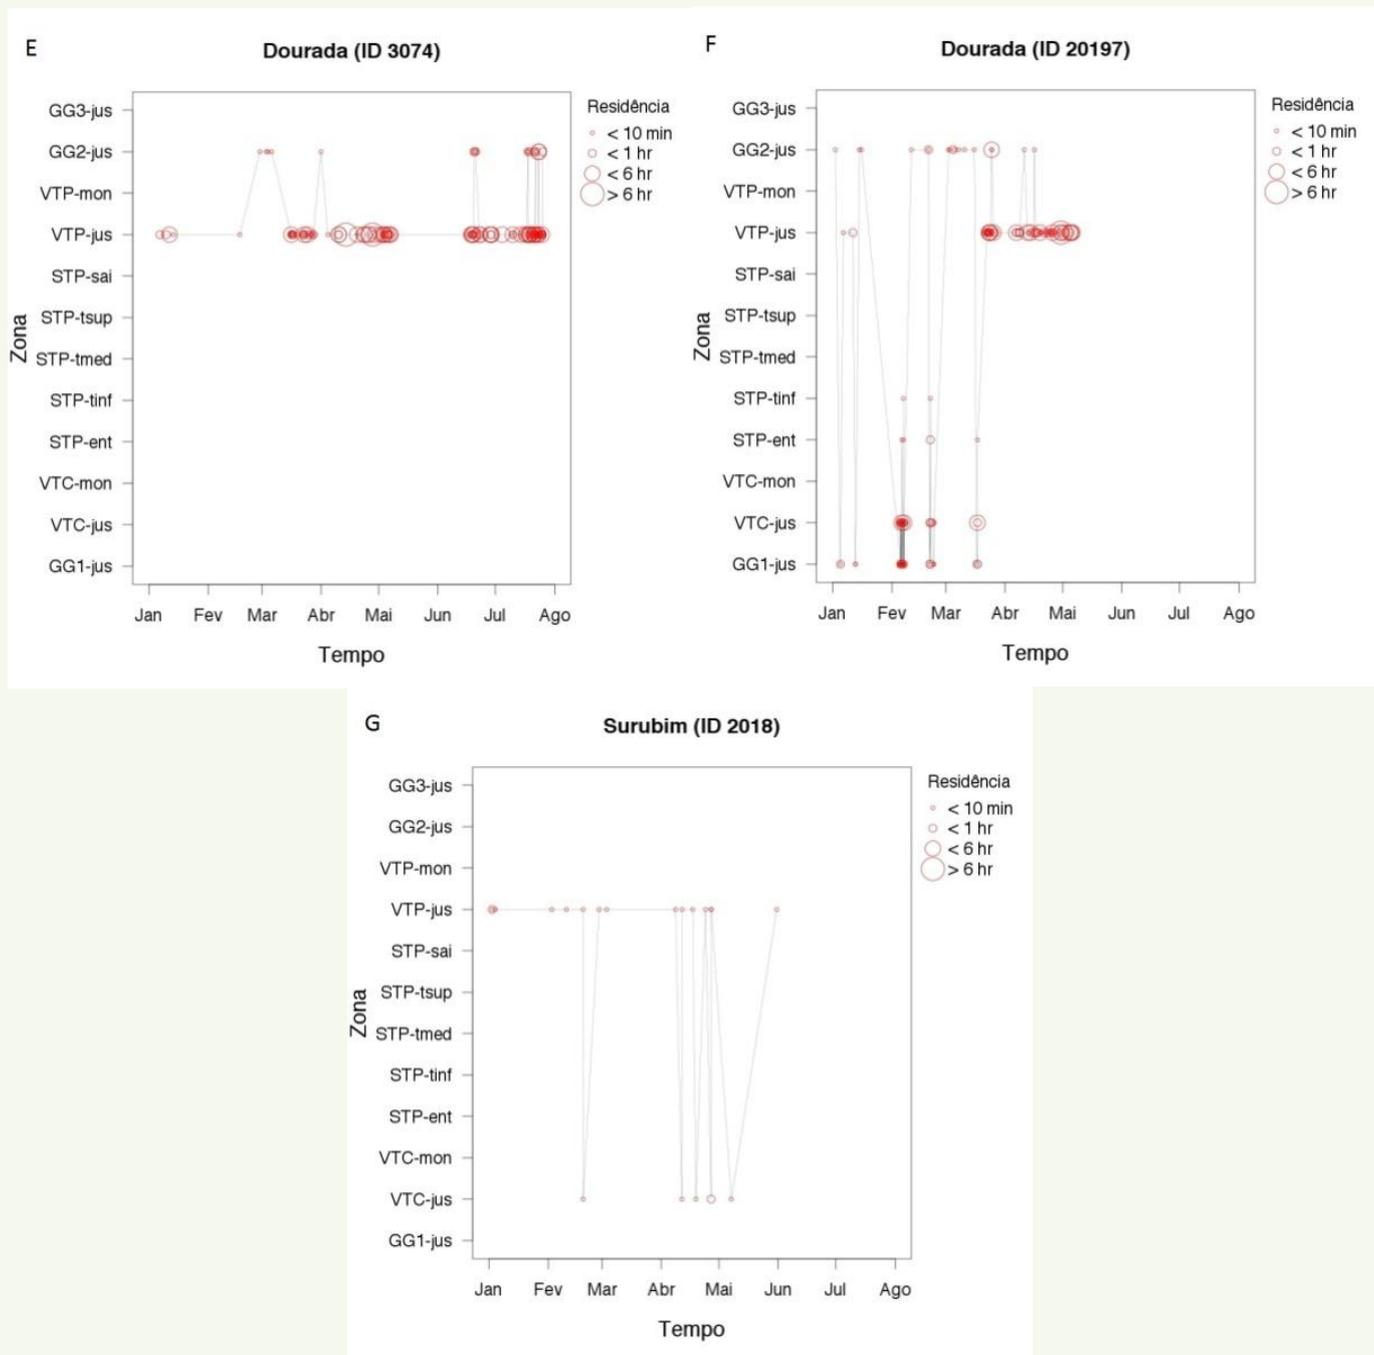 E
Dourada (ID 3074)
GG3-jus
GG2-jus
VTP-mon
VTP-jus
STP-sai
STP-tsup
STP-tmed
STP-tinf
STP-ent
VTC-mon
VTC-jus
GG1-jus
Zona
Jan Fev Mar Abr Mai Jun Jul Ago
Tempo
Residência
< 10 min
< 1 hr
< 6 hr
> 6 hr
F
Dourada (ID 20197)
GG3-jus
GG2-jus
VTP-mon
VTP-jus
STP-sai
STP-tsup
STP-tmed
STP-tinf
STP-ent
VTC-mon
VTC-jus
GG1-jus
Zona
Jan Fev Mar Abr Mai Jun Jul Ago
Tempo
Residência
< 10 min
< 1 hr
< 6 hr
> 6 hr
G
Surubim (ID 2018)
GG3-jus
GG2-jus
VTP-mon
VTP-jus
STP-sai
STP-tsup
STP-tmed
STP-tinf
STP-ent
VTC-mon
VTC-jus
GG1-jus
Zona
Jan Fev Mar Abr Mai Jun Jul Ago
Tempo
Residência
< 10 min
< 1 hr
< 6 hr
> 6 hr